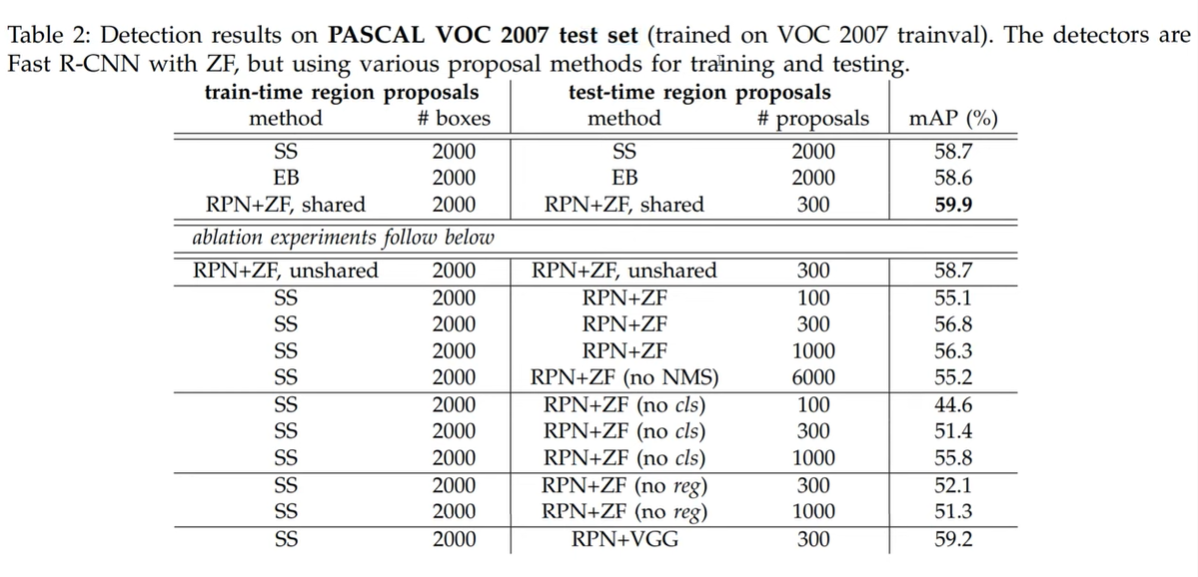 Table 2: Detection results on PASCAL VOC 2007 test set (trained on VOC 2007 trainval). The detectors are
Fast R-CNN with ZF, but using various proposal methods for training and testing.
train-time region proposals test-time region proposals
method # boxes method # proposals mAP (%)
SS 2000 SS 2000 58.7
EB 2000 EB 2000 58.6
RPN+ZF, shared 2000 RPN+ZF, shared 300 59.9
ablation experiments follow below
RPN+ZF, unshared 2000 RPN+ZF, unshared 300 58.7
SS 2000 RPN+ZF 100 55.1
SS 2000 RPN+ZF 300 56.8
SS 2000 RPN+ZF 1000 56.3
SS 2000 RPN+ZF (no NMS) 6000 55.2
SS 2000 RPN+ZF (no cls) 100 44.6
SS 2000 RPN+ZF (no cls) 300 51.4
SS 2000 RPN+ZF (no cls) 1000 55.8
SS 2000 RPN+ZF (no reg) 300 52.1
SS 2000 RPN+ZF (no reg) 1000 51.3
SS 2000 RPN+VGG 300 59.2